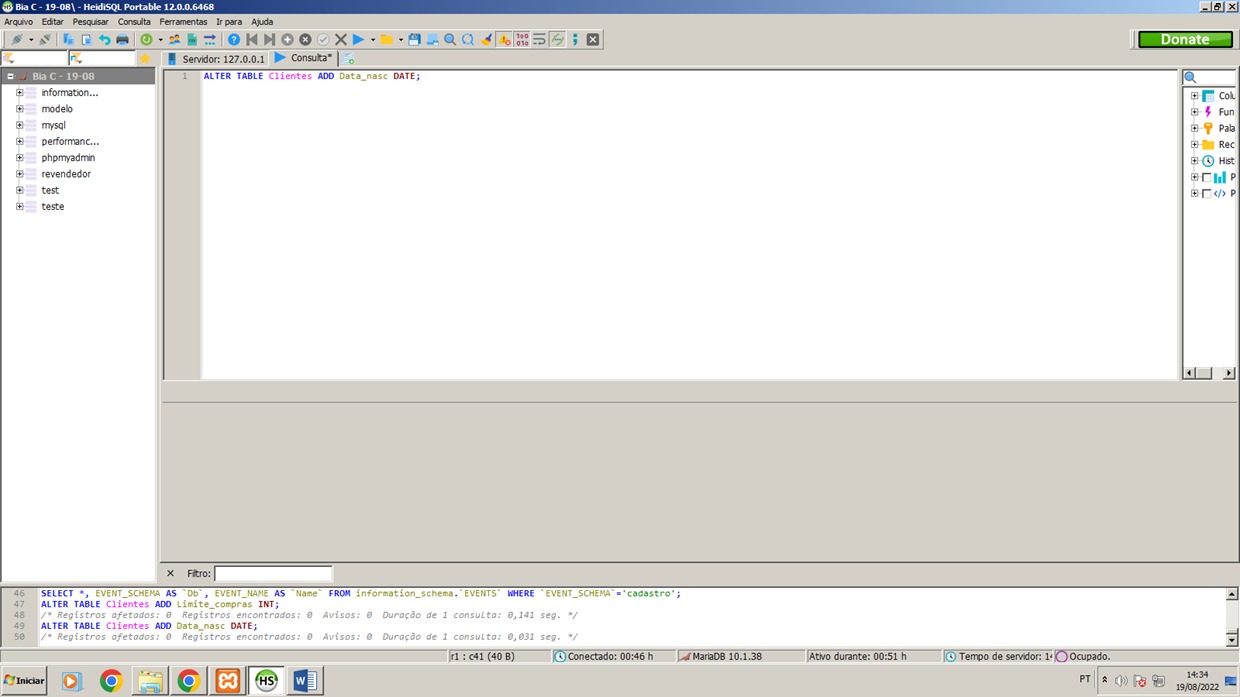 Bia C - 19-08\ - HeidiSQL Portable 12.0.0.6468
Arquivo Editar Pesquisar Consulta Ferramentas Ir para Ajuda
Donate
Servidor: 127.0.0.1 Consulta*
Bia C - 19-08
information...
modelo
mysql
performanc...
phpmyadmin
revendedor
test
teste
1 ALTER TABLE Clientes ADD Data_nasc DATE;
Colu
Fun
Pala
Rec
Hist
P
P
Filtro:
46 SELECT *, EVENT_SCHEMA AS `Db`, EVENT_NAME AS `Name` FROM information_schema.`EVENTS` WHERE `EVENT_SCHEMA`='cadastro';
47 ALTER TABLE Clientes ADD Limite_compras INT;
48 /* Registros afetados: 0 Registros encontrados: 0 Avisos: 0 Duração de 1 consulta: 0,141 seg. */
49 ALTER TABLE Clientes ADD Data_nasc DATE;
50 /* Registros afetados: 0 Registros encontrados: 0 Avisos: 0 Duração de 1 consulta: 0,031 seg. */
r1 : c41 (40 B) Conectado: 00:46 h MariaDB 10.1.38 Ativo durante: 00:51 h Tempo de servidor: 14 Ocupado.
Iniciar
HS
PT
14:34
19/08/2022